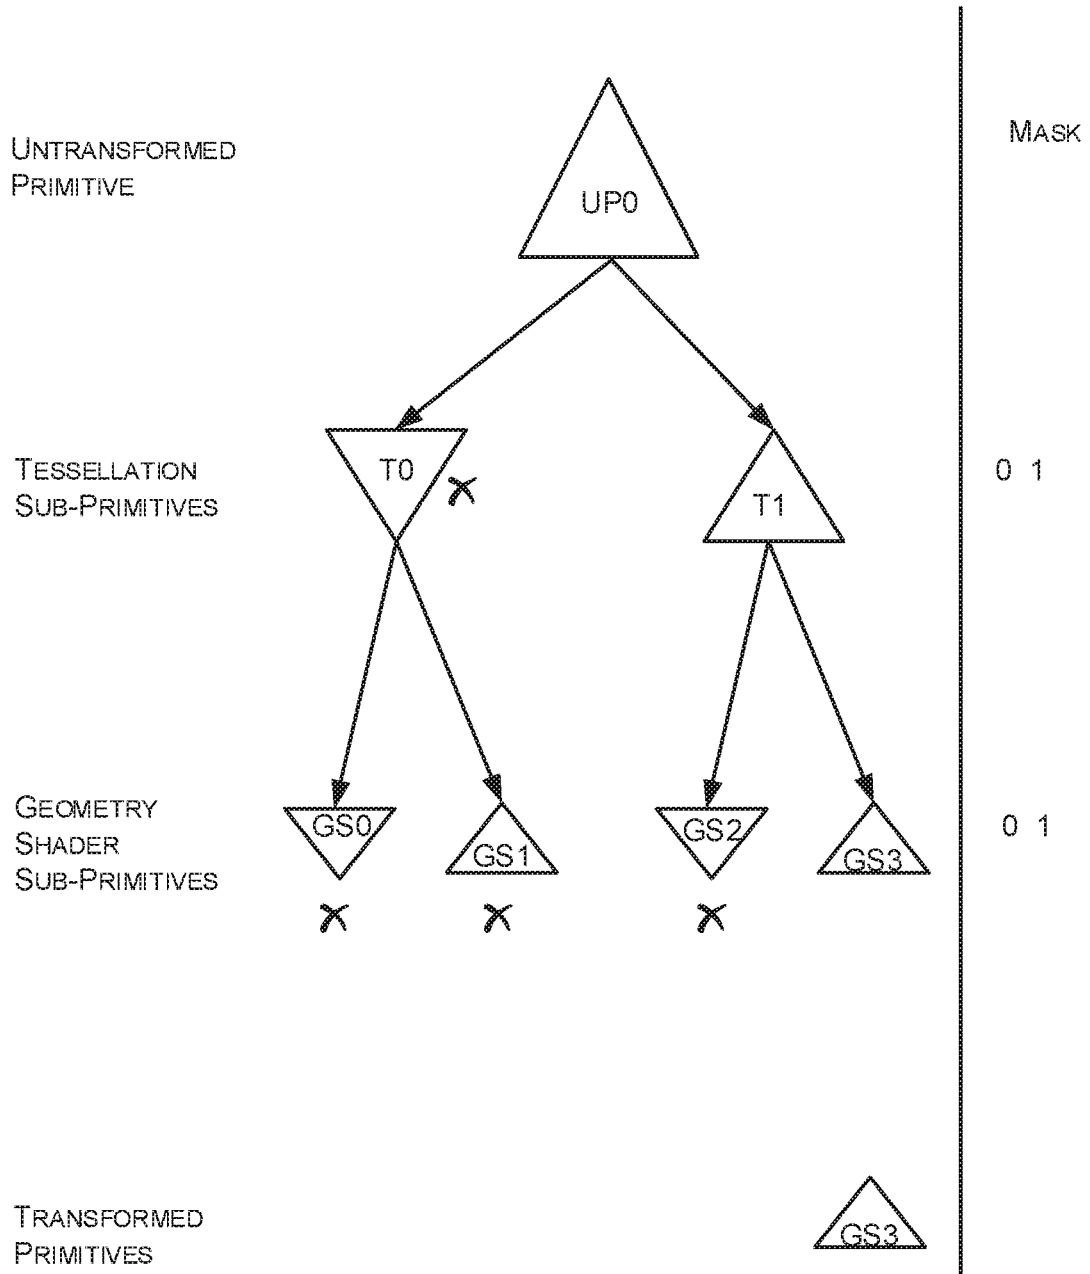 MASK
UNTRANSFORMED
PRIMITIVE
UP0
TESSELLATION
SUB-PRIMITIVES
T0
T1
0 1
GEOMETRY
SHADER
SUB-PRIMITIVES
GS0
GS1
GS2
GS3
0 1
TRANSFORMED
PRIMITIVES
GS3